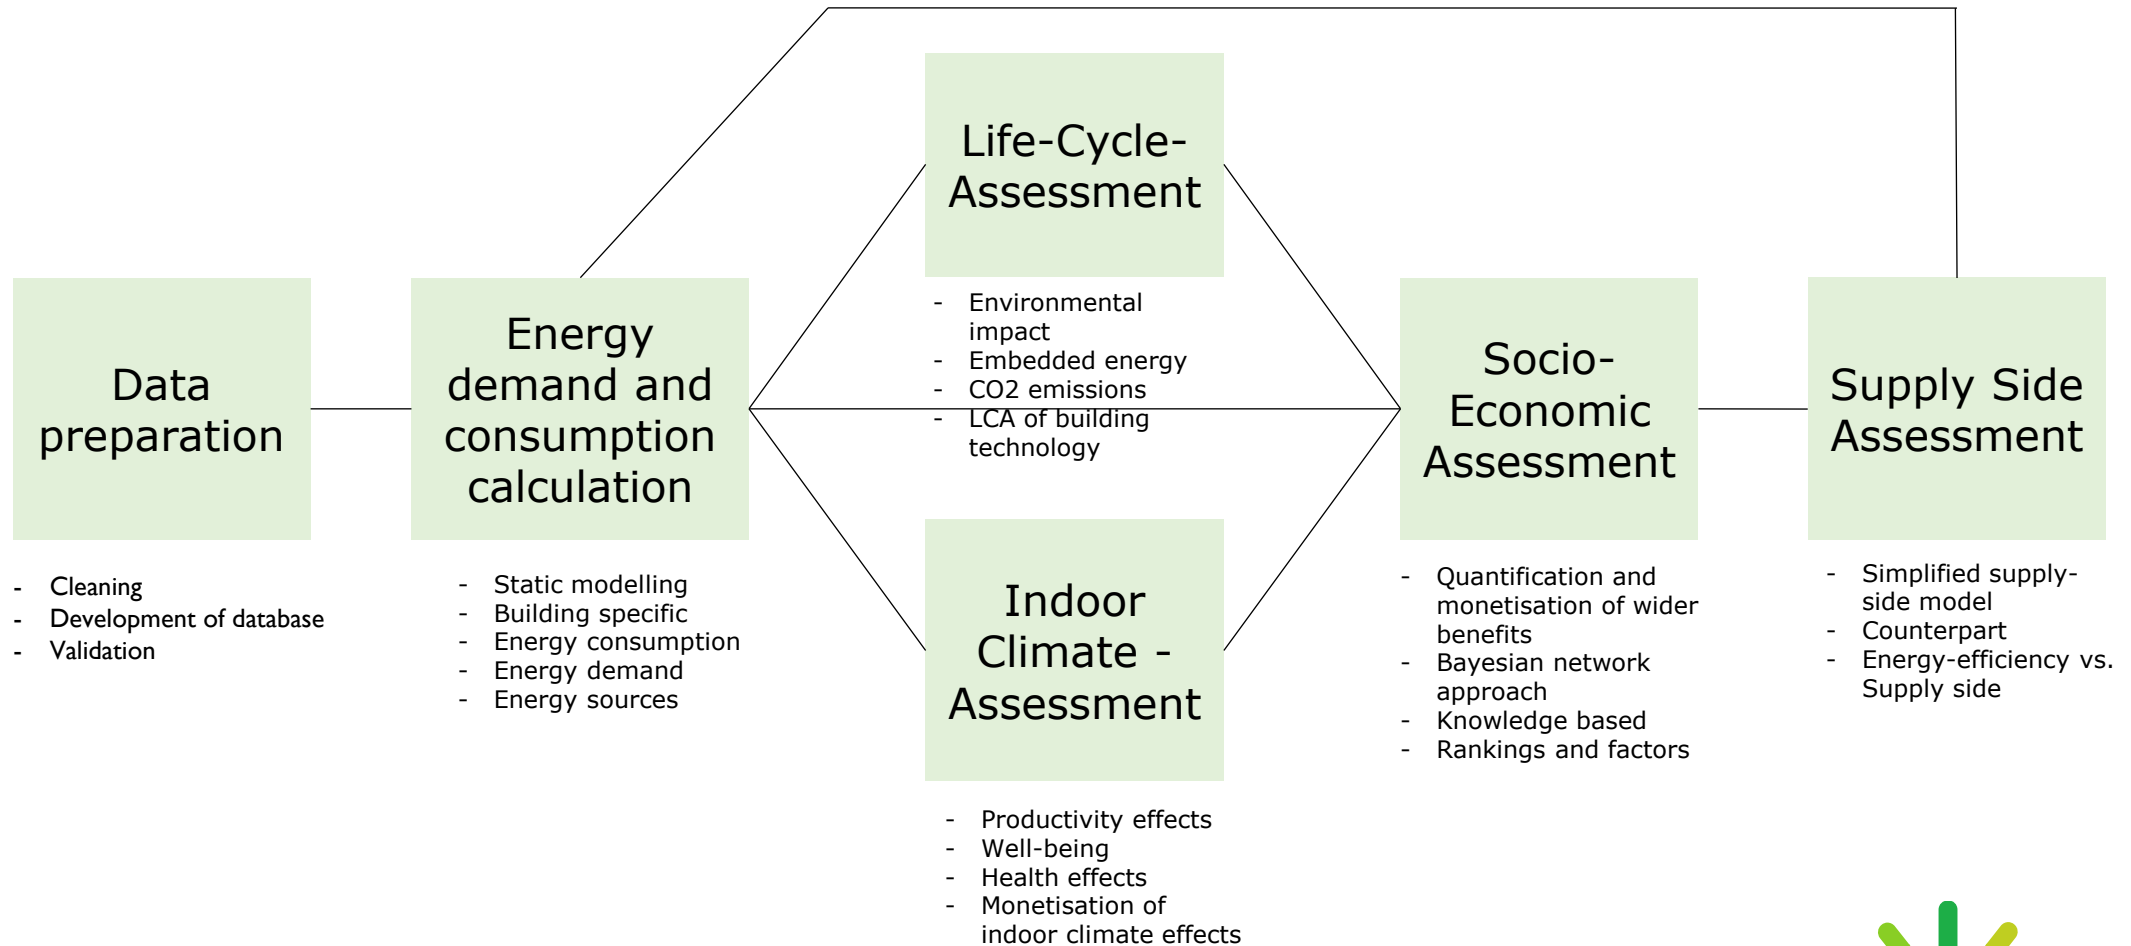 Data
preparation
- Cleaning
- Development of database
- Validation
Energy
demand and
consumption
calculation
- Static modelling
- Building specific
- Energy consumption
- Energy demand
- Energy sources
Life-Cycle-
Assessment
- Environmental
impact
- Embedded energy
- CO2 emissions
- LCA of building
technology
Indoor
Climate -
Assessment
- Productivity effects
- Well-being
- Health effects
- Monetisation of
indoor climate effects
Socio-
Economic
Assessment
- Quantification and
monetisation of wider
benefits
- Bayesian network
approach
- Knowledge based
- Rankings and factors
Supply Side
Assessment
- Simplified supply-
side model
- Counterpart
- Energy-efficiency vs.
Supply side